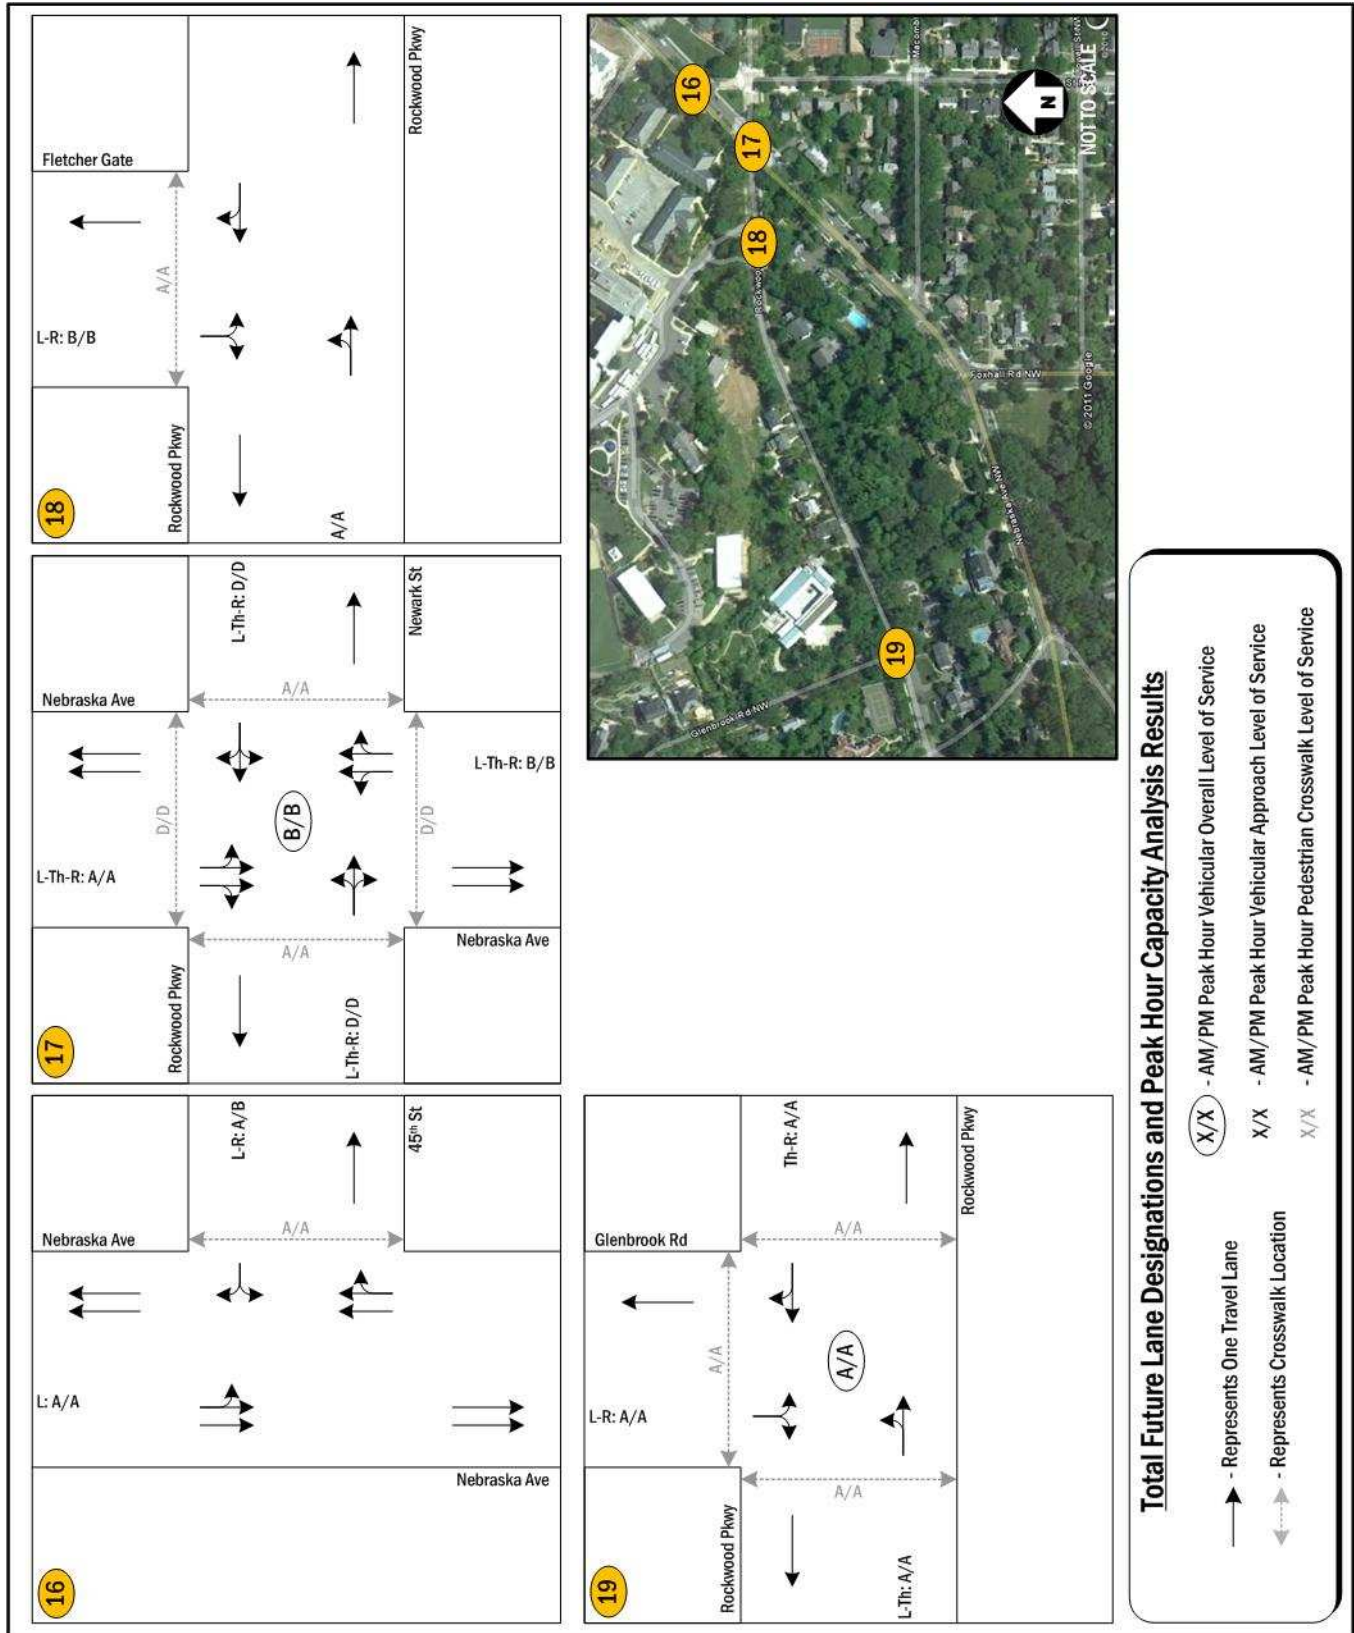 18
Fletcher Gate
L-R: B/B
A/A
Rockwood Pkwy
A/A
Rockwood Pkwy
17
Nebraska Ave
L-Th-R: A/A
D/D
Rockwood Pkwy
L-Th-R: D/D
A/A
B/B
A/A
L-Th-R: D/D
Newark St
D/D
L-Th-R: B/B
Nebraska Ave
16
Nebraska Ave
L: A/A
L-R: A/B
A/A
45th St
Nebraska Ave
19
Glenbrook Rd
L-R: A/A
A/A
Rockwood Pkwy
L-Th: A/A
A/A
A/A
A/A
Th-R: A/A
Rockwood Pkwy
16
17
18
19
Rockwoo
Glenbrook Rd NW
Nebraska Ave NW
Foxhall Rd NW
Macomb
© 2011 Google
N
NOT TO SCALE
Total Future Lane Designations and Peak Hour Capacity Analysis Results
- Represents One Travel Lane
- Represents Crosswalk Location
X/X - AM/PM Peak Hour Vehicular Overall Level of Service
X/X - AM/PM Peak Hour Vehicular Approach Level of Service
X/X - AM/PM Peak Hour Pedestrian Crosswalk Level of Service